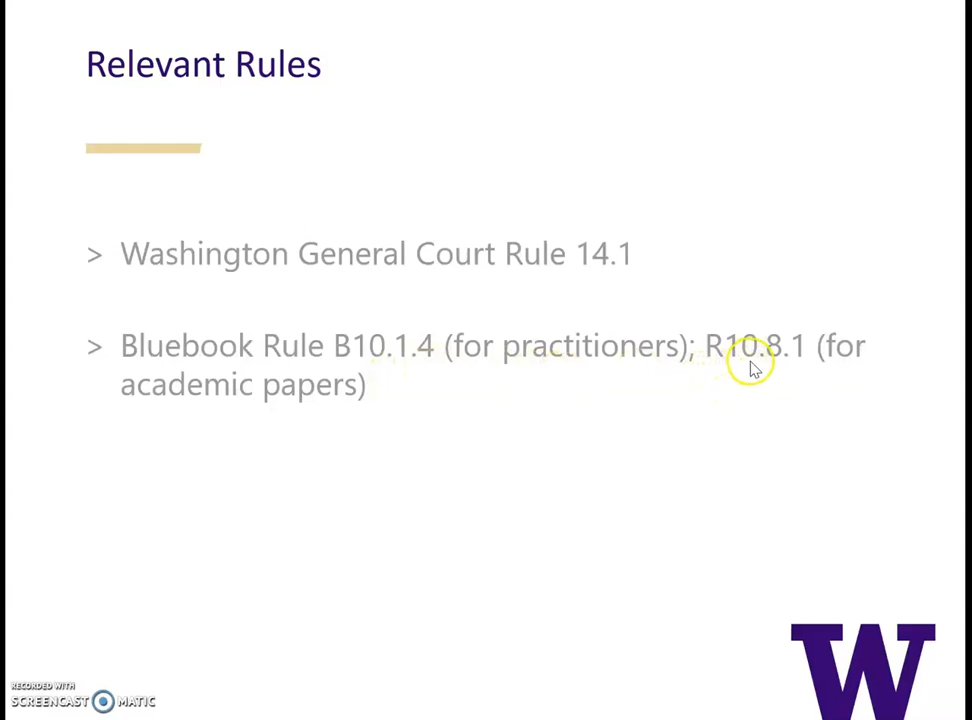 Relevant Rules
> Washington General Court Rule 14.1
> Bluebook Rule B10.1.4 (for practitioners); R10.8.1 (for
academic papers)
W
RECORDED WITH
SCREENCAST MATIC